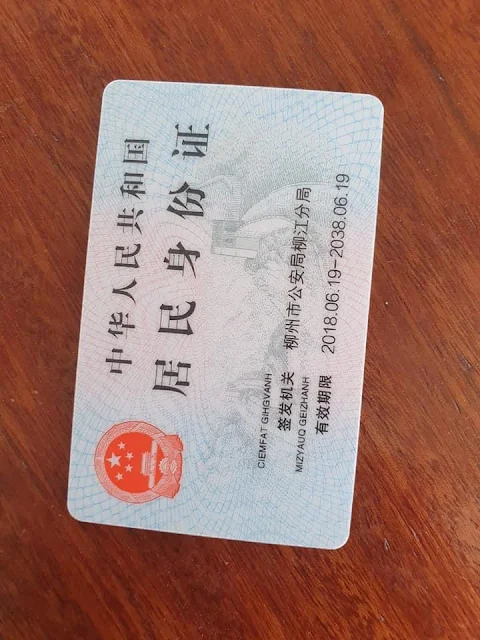 中华人民共和国
居民身份证
CIEMFAT GIHGVANH
签发机关 柳州市公安局柳江分局
MIZYAUQ GEIZHANH
有效期限 2018.06.19-2038.06.19